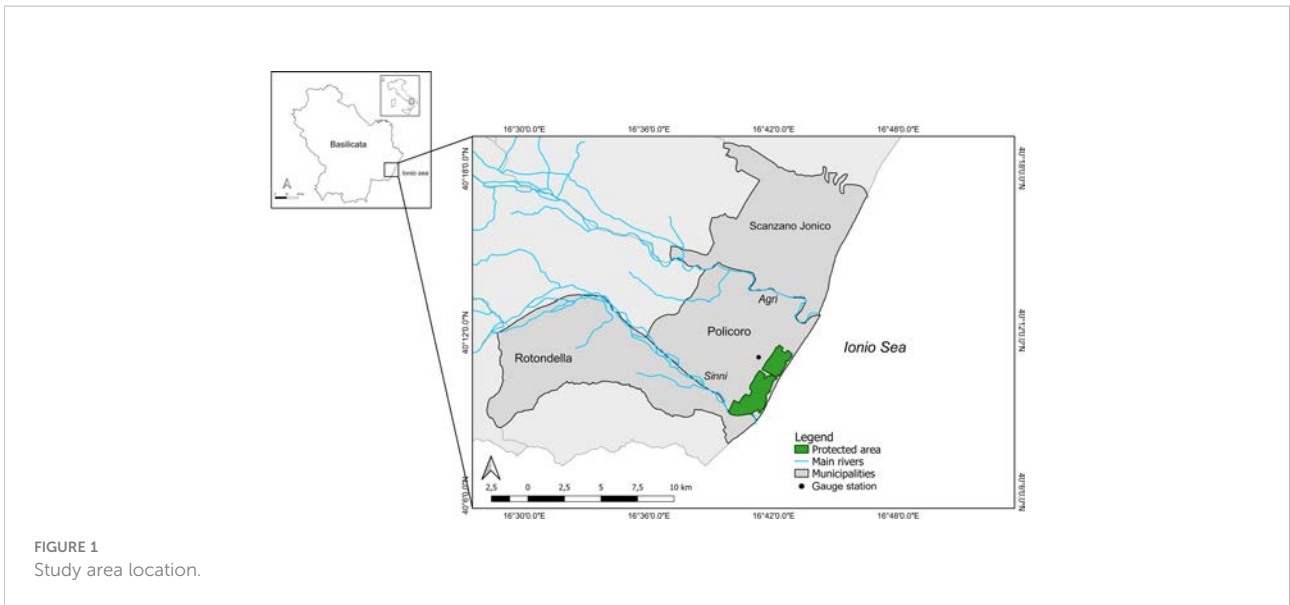 Basilicata
Ionio sea
16°30'0.0"E 16°36'0.0"E 16°42'0.0"E 16°48'0.0"E
40°18'0.0"N 40°18'0.0"N
Scanzano Jonico
Agri
40°12'0.0"N 40°12'0.0"N
Policoro
Ionio Sea
Rotondella
Sinni
Legend
Protected area
Main rivers
Municipalities
Gauge station
2,5 0 2,5 5 7,5 10 km
40°6'0.0"N 40°6'0.0"N
16°30'0.0"E 16°36'0.0"E 16°42'0.0"E 16°48'0.0"E
FIGURE 1
Study area location.